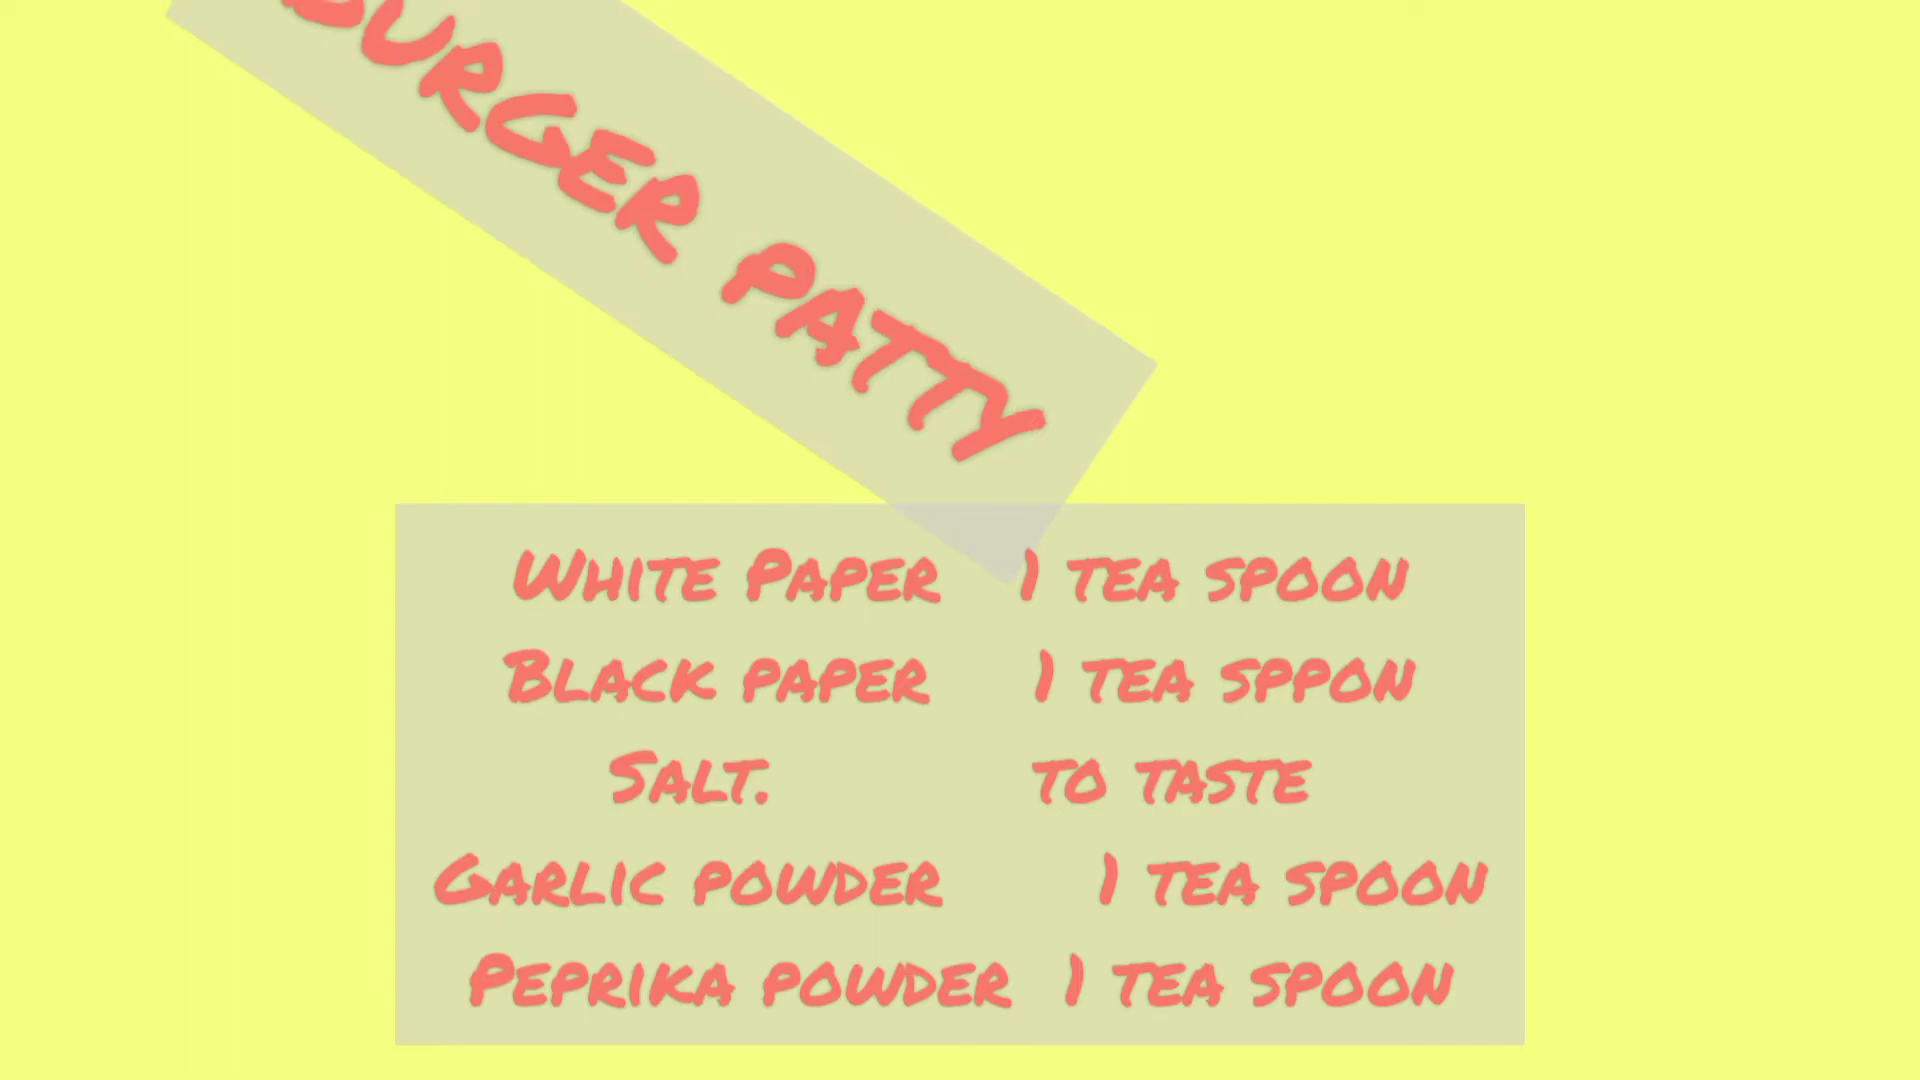 BURGER PATTY
WHITE PAPER 1 TEA SPOON
BLACK PAPER 1 TEA SPPON
SALT. TO TASTE
GARLIC POWDER 1 TEA SPOON
PEPRIKA POWDER 1 TEA SPOON